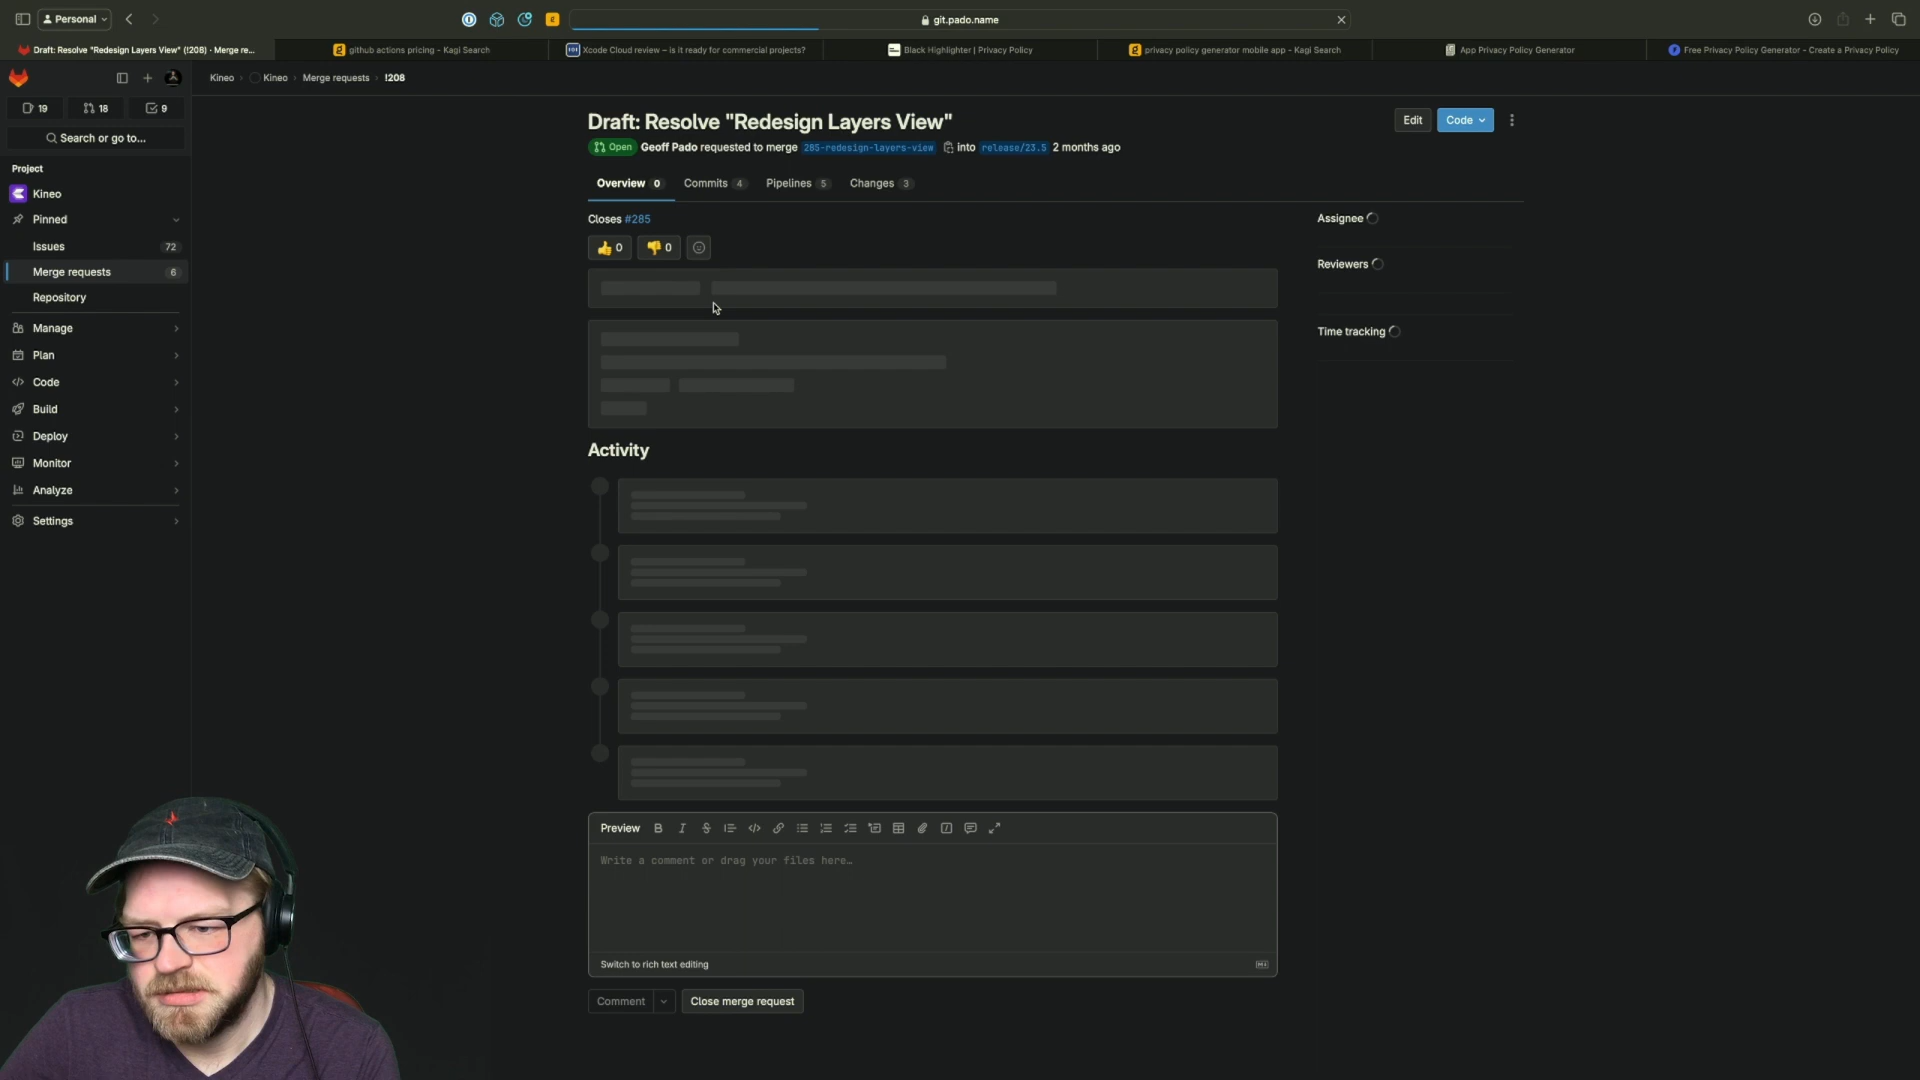 Personal
git.pado.name
Draft: Resolve "Redesign Layers View" (!208) · Merge re...
github actions pricing - Kagi Search
Xcode Cloud review – is it ready for commercial projects?
Black Highlighter | Privacy Policy
privacy policy generator mobile app - Kagi Search
App Privacy Policy Generator
Free Privacy Policy Generator - Create a Privacy Policy
Kineo
Kineo
Merge requests
!208
19
18
9
Search or go to...
Project
Kineo
Pinned
Issues 72
Merge requests 6
Repository
Manage
Plan
Code
Build
Deploy
Monitor
Analyze
Settings
Draft: Resolve "Redesign Layers View"
Edit
Code
Open Geoff Pado requested to merge 285-redesign-layers-view into release/23.5 2 months ago
Overview 0 Commits 4 Pipelines 5 Changes 3
Closes #285
0 0
Assignee
Reviewers
Time tracking
Activity
Preview
Write a comment or drag your files here…
Switch to rich text editing
Comment
Close merge request